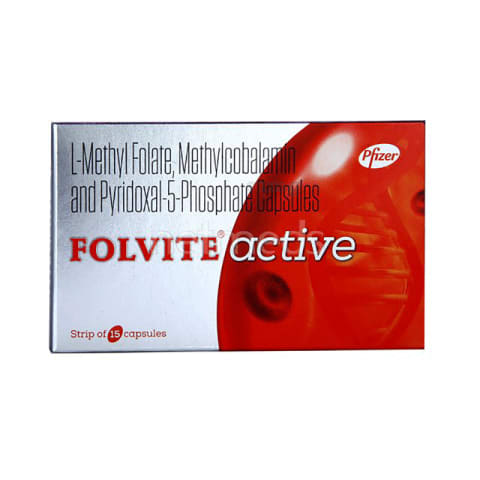 L-Methyl Folate, Methylcobalamin
and Pyridoxal-5-Phosphate Capsules
Pfizer
FOLVITE® active
Strip of 15 capsules